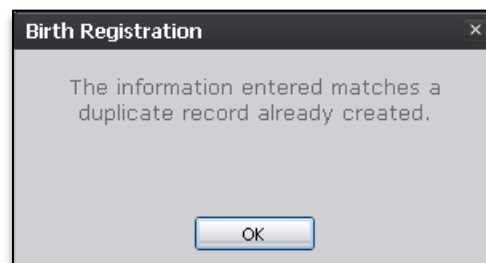 Birth Registration
The information entered matches a
duplicate record already created.
OK